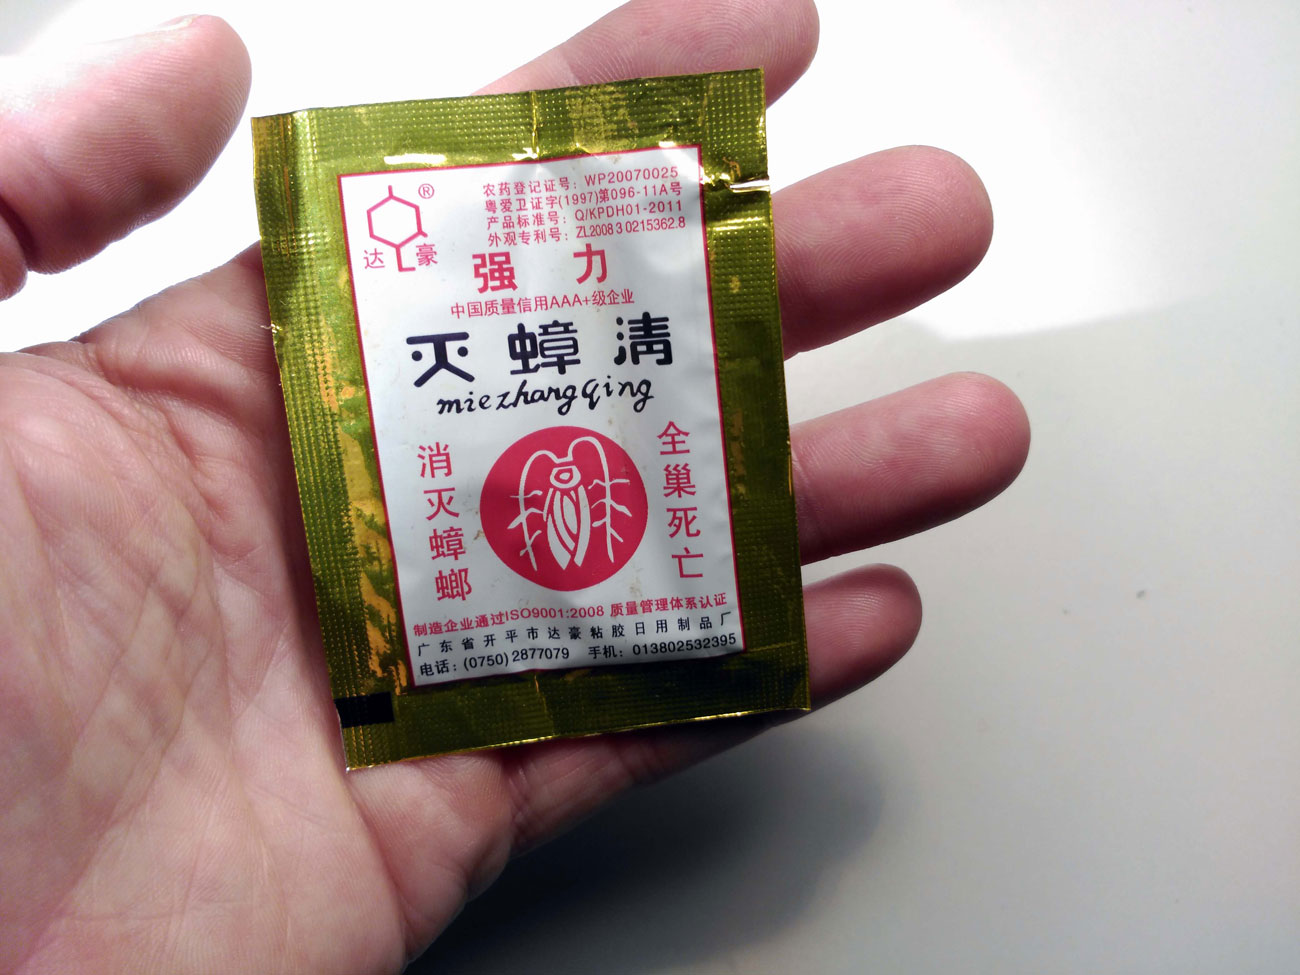 农药登记证号：WP20070025
粤爱卫证字(1997)第096-11A号
产品标准号：Q/KPDH01-2011
外观专利号：ZL2008 3 0215362.8
®
达豪
强力
中国质量信用AAA+级企业
灭蟑清
miezhangqing
消灭蟑螂
全巢死亡
制造企业通过ISO9001:2008 质量管理体系认证
广东省开平市达豪粘胶日用制品厂
电话：(0750)2877079 手机：013802532395